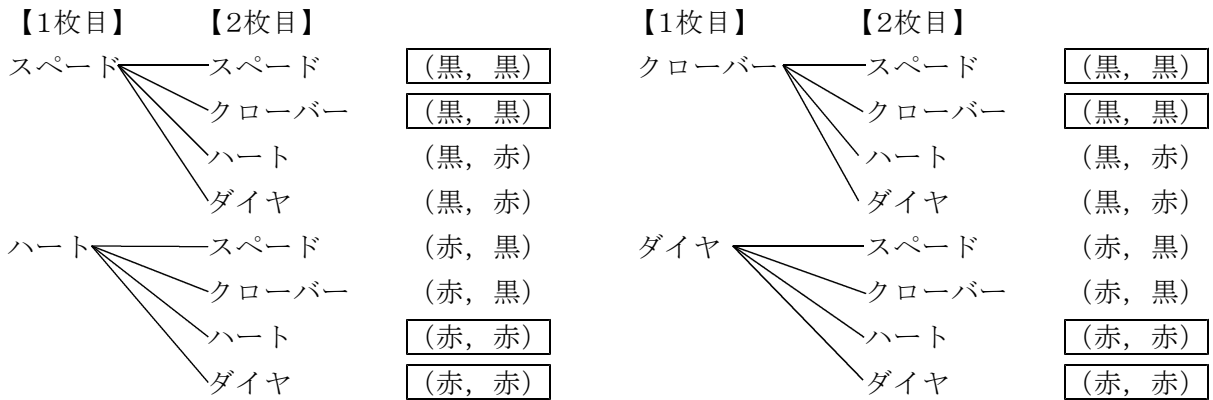 【1枚目】 【2枚目】 【1枚目】 【2枚目】
スペード スペード （黒，黒） クローバー スペード （黒，黒）
クローバー （黒，黒） クローバー （黒，黒）
ハート （黒，赤） ハート （黒，赤）
ダイヤ （黒，赤） ダイヤ （黒，赤）
ハート スペード （赤，黒） ダイヤ スペード （赤，黒）
クローバー （赤，黒） クローバー （赤，黒）
ハート （赤，赤） ハート （赤，赤）
ダイヤ （赤，赤） ダイヤ （赤，赤）